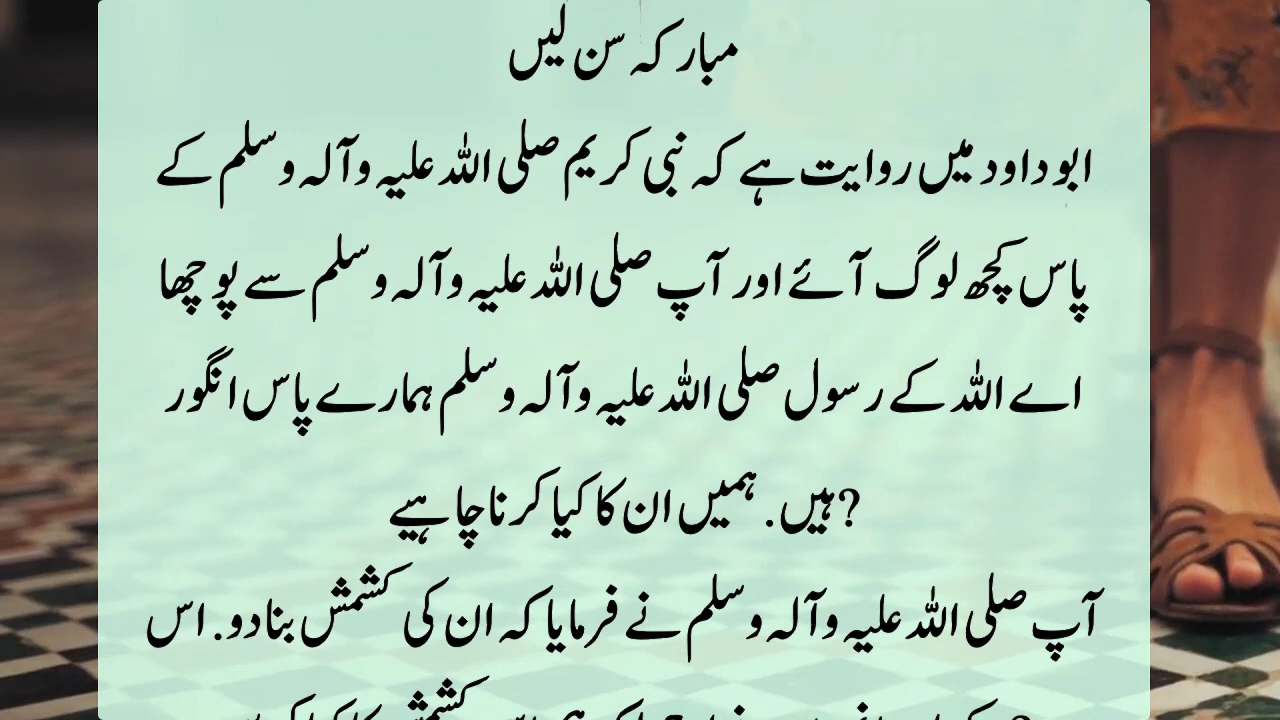 مبارکہ سن لیں
ابو داود میں روایت ہے کہ نبی کریم صلی اللہ علیہ وآلہ وسلم کے
پاس کچھ لوگ آئے اور آپ صلی اللہ علیہ وآلہ وسلم سے پوچھا
اے اللہ کے رسول صلی اللہ علیہ وآلہ وسلم ہمارے پاس انگور
?ہیں. ہمیں ان کا کیا کرنا چاہیے
آپ صلی اللہ علیہ وآلہ وسلم نے فرمایا کہ ان کی کشمش بنا دو. اس